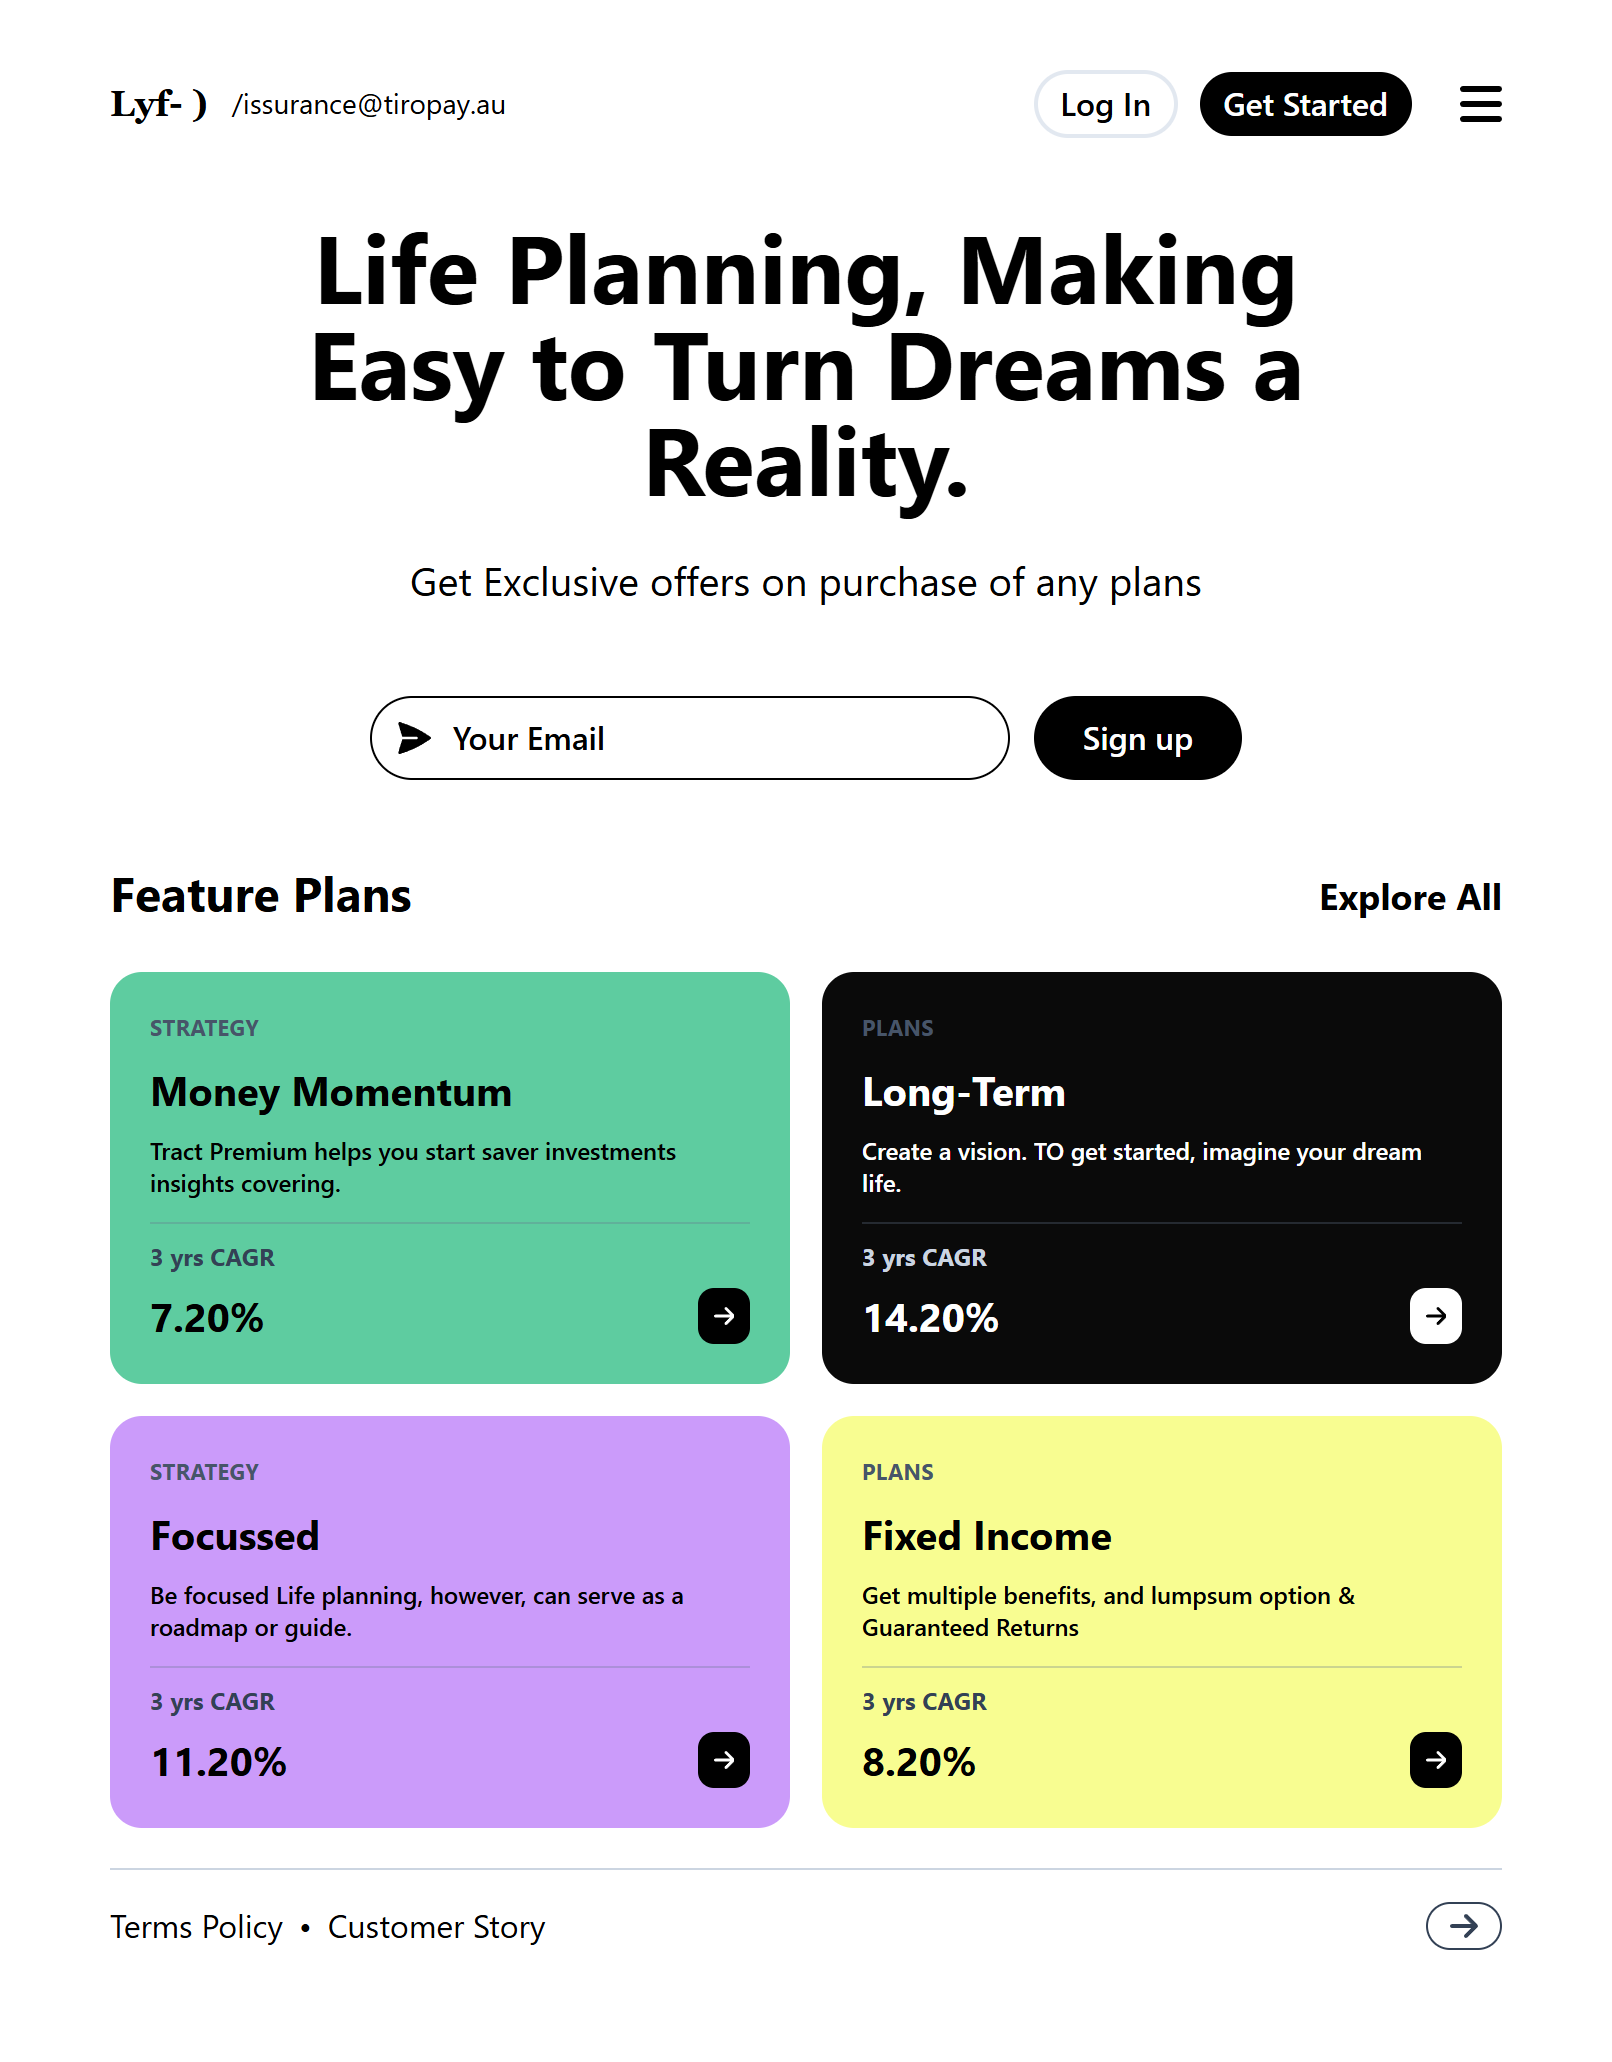 Lyf- ) /issurance@tiropay.au
Log In
Get Started
Life Planning, Making
Easy to Turn Dreams a
Reality.
Get Exclusive offers on purchase of any plans
Your Email
Sign up
Feature Plans
Explore All
STRATEGY
Money Momentum
Tract Premium helps you start saver investments
insights covering.
3 yrs CAGR
7.20%
PLANS
Long-Term
Create a vision. TO get started, imagine your dream
life.
3 yrs CAGR
14.20%
STRATEGY
Focussed
Be focused Life planning, however, can serve as a
roadmap or guide.
3 yrs CAGR
11.20%
PLANS
Fixed Income
Get multiple benefits, and lumpsum option &
Guaranteed Returns
3 yrs CAGR
8.20%
Terms Policy • Customer Story